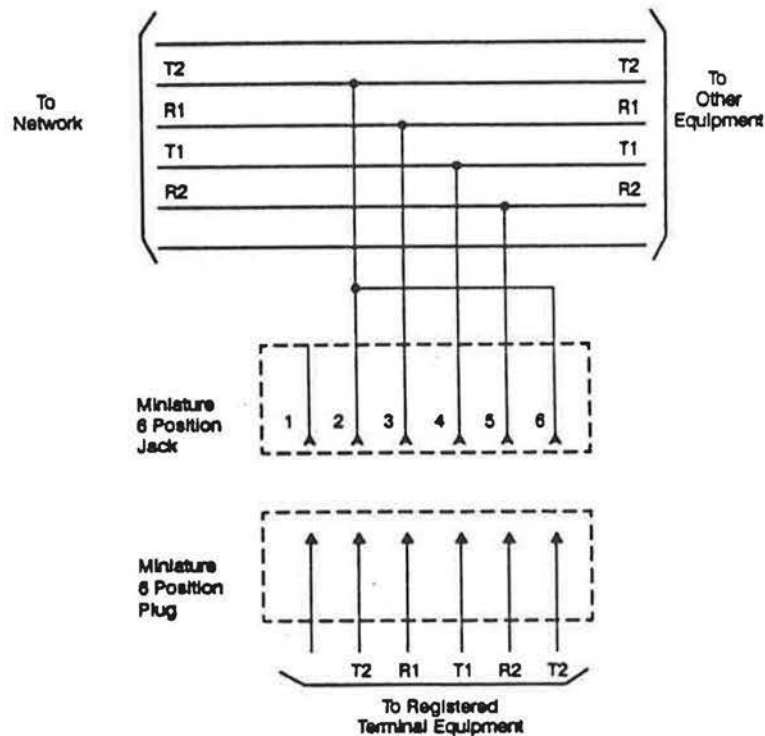 T2 T2
To
Network
R1 R1
To
Other
Equipment
T1 T1
R2 R2
Miniature
6 Position
Jack
1 2 3 4 5 6
Miniature
6 Position
Plug
T2 R1 T1 R2 T2
To Registered
Terminal Equipment